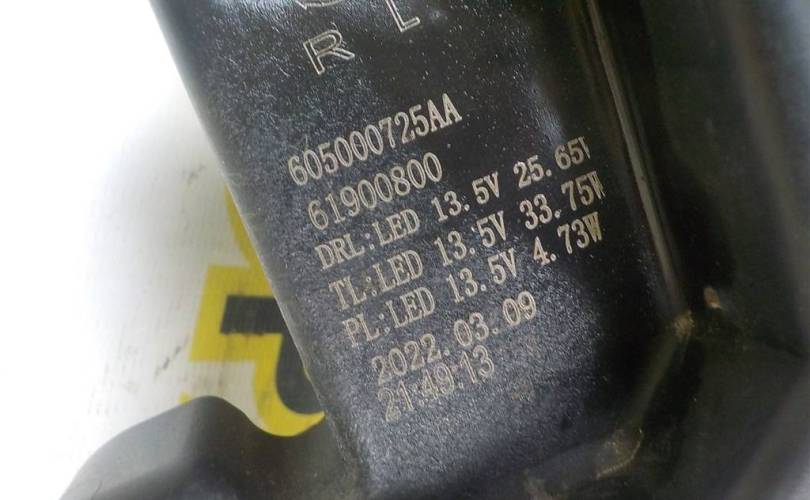 R L
605000725AA
61900800
DRL:LED 13.5V 25.65W
TL:LED 13.5V 33.75W
PL:LED 13.5V 4.73W
2022.03.09
21:49:13